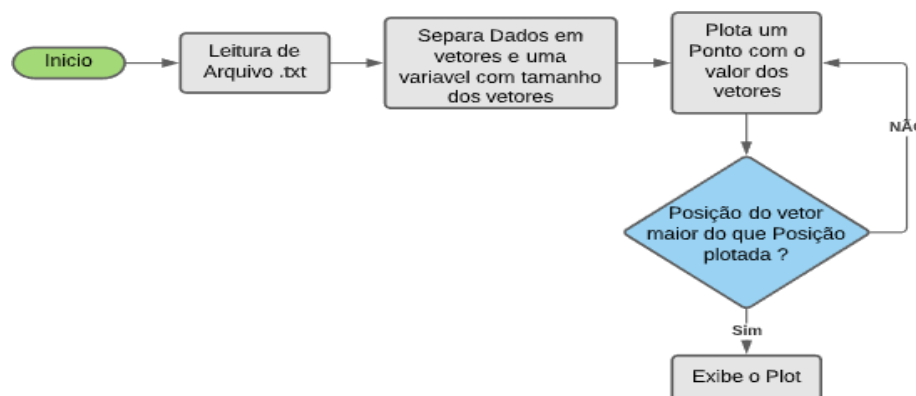 Inicio
Leitura de
Arquivo .txt
Separa Dados em
vetores e uma
variavel com tamanho
dos vetores
Plota um
Ponto com o
valor dos
vetores
NÃO
Posição do vetor
maior do que Posição
plotada ?
Sim
Exibe o Plot